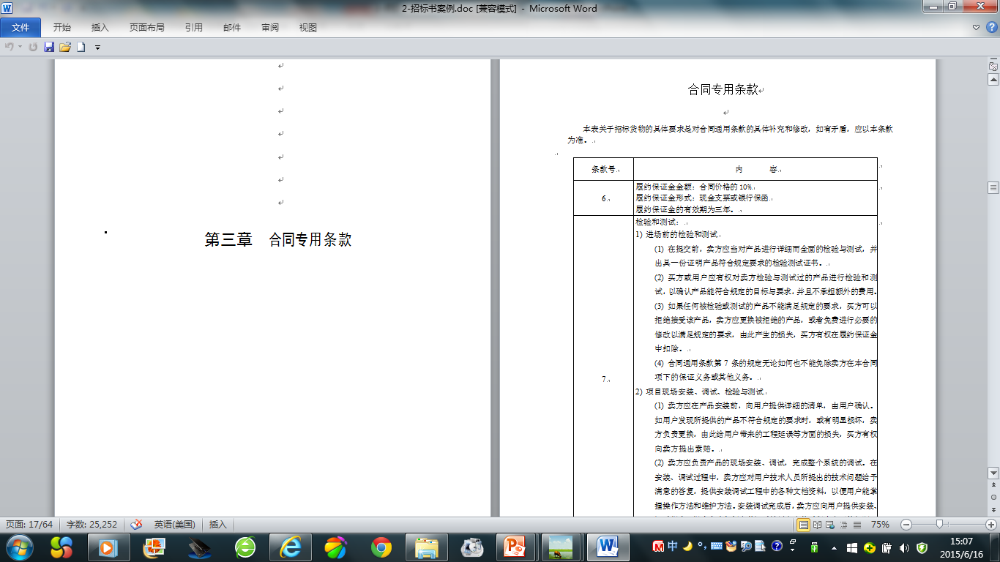 2-招标书案例.doc [兼容模式] - Microsoft Word
文件 开始 插入 页面布局 引用 邮件 审阅 视图
第三章 合同专用条款
合同专用条款
本表关于招标货物的具体要求是对合同通用条款的具体补充和修改，如有矛盾，应以本条款
为准。
条款号 内 容
6 履约保证金金额：合同价格的10%
履约保证金形式：现金支票或银行保函
履约保证金的有效期为三年。
7 检验和测试：
1) 进场前的检验和测试
(1) 在提交前，卖方应当对产品进行详细而全面的检验与测试，并
出具一份证明产品符合规定要求的检验测试证书。
(2) 买方或用户应有权对卖方检验与测试过的产品进行检验和测
试，以确认产品能符合规定的目标与要求，并且不承担额外的费用。
(3) 如果任何被检验或测试的产品不能满足规定的要求，买方可以
拒绝接受该产品，卖方应更换被拒绝的产品，或者免费进行必要的
修改以满足规定的要求，由此产生的损失，买方有权在履约保证金
中扣除。
(4) 合同通用条款第 7 条的规定无论如何也不能免除卖方在本合同
项下的保证义务或其他义务。
2) 项目现场安装、调试、检验与测试
(1) 卖方应在产品安装前，向用户提供详细的清单，由用户确认。
如用户发现所提供的产品不符合规定的要求时，或有明显损坏，卖
方负责更换，由此给用户带来的工程延误等方面的损失，买方有权
向卖方提出索赔。
(2) 卖方应负责产品的现场安装、调试，完成整个系统的调试。在
安装、调试过程中，卖方应对用户技术人员所提出的技术问题给予
满意的答复，提供安装调试工程中的各种文档资料，以便用户能掌
握操作方法和维护方法。安装调试完成后，卖方应向用户提供安装、
页面: 17/64 字数: 25,252 英语(美国) 插入 75%
中
15:07
2015/6/16